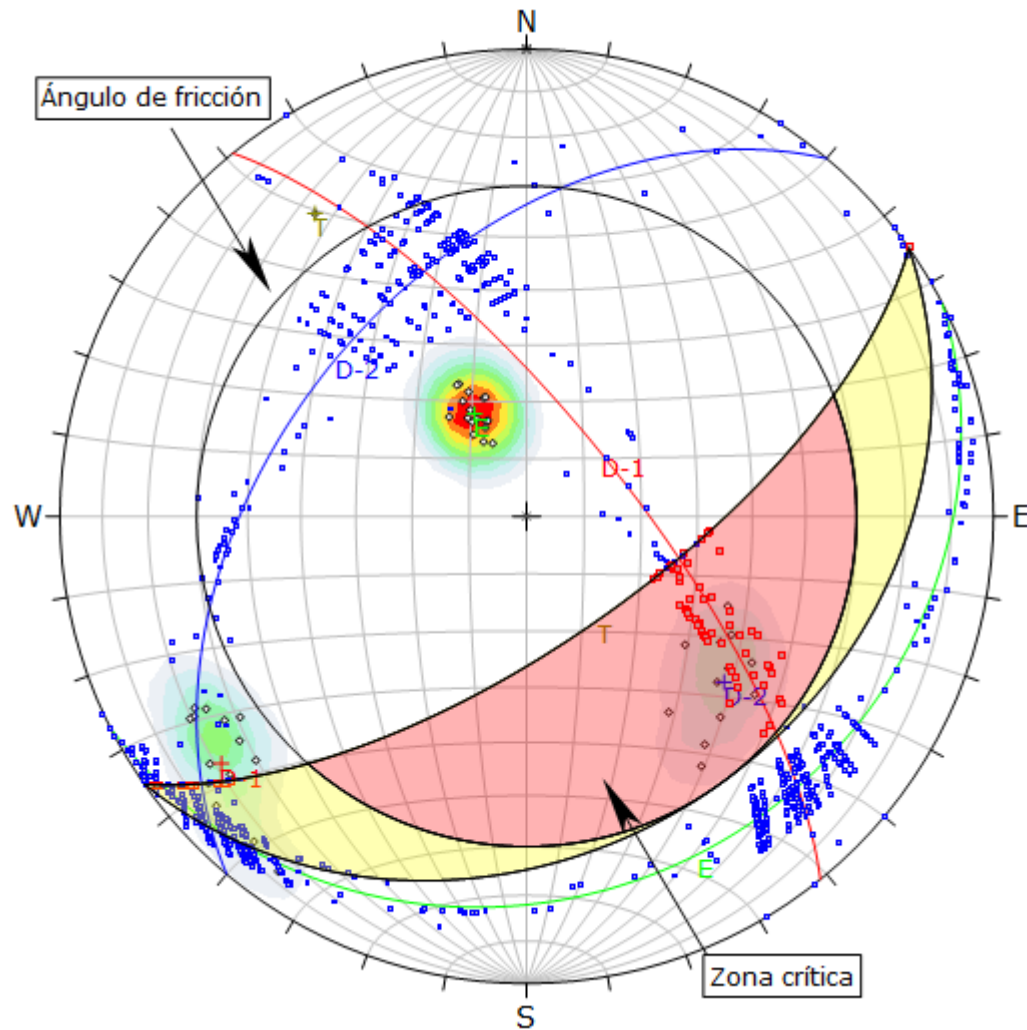 N
Ángulo de fricción
T
D-2
E
D-1
W
E
T
D-2
D-1
E
Zona crítica
S